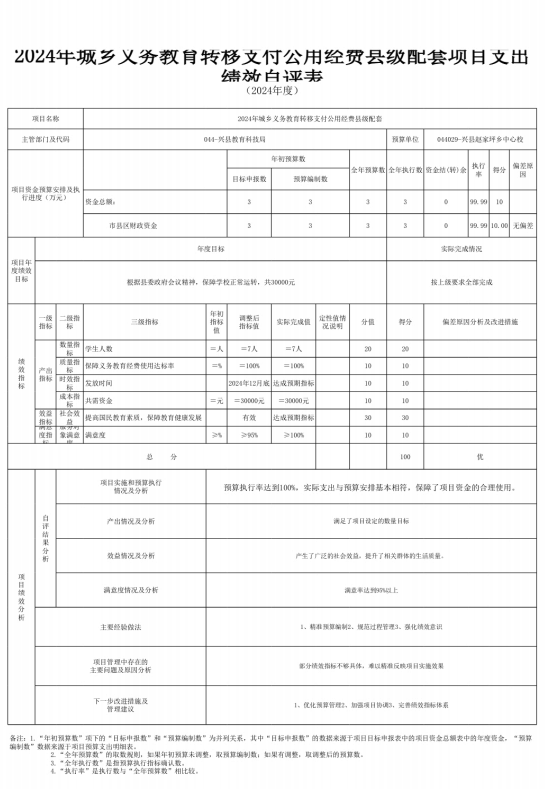 2024年城乡义务教育转移支付公用经费县级配套项目支出
绩效自评表
（2024年度）
项目名称 2024年城乡义务教育转移支付公用经费县级配套
主管部门及代码 044-兴县教育科技局 预算单位 044029-兴县赵家坪乡中心校
项目资金预算安排及执行进度（万元） 年初预算数 全年预算数 全年执行数 资金结(转)余 执行率 得分 偏差原因
目标申报数 预算编制数
资金总额： 3 3 3 3 0 99.99 10
市县区财政资金 3 3 3 3 0 99.99 10.00 无偏差
项目年度绩效目标 年度目标 实际完成情况
根据县委政府会议精神，保障学校正常运转，共30000元 按上级要求全部完成
绩效指标 一级指标 二级指标 三级指标 年初指标值 调整后指标值 实际完成值 定性值情况说明 分值 得分 偏差原因分析及改进措施
产出指标 数量指标 学生人数 ＝人 ＝7人 ＝7人 20 20
质量指标 保障义务教育经费使用达标率 ＝% ＝100% ＝100% 10 10
时效指标 发放时间 2024年12月底 达成预期指标 10 10
成本指标 共需资金 ＝元 ＝30000元 ＝30000元 10 10
效益指标 社会效益 提高国民教育素质，保障教育健康发展 有效 达成预期指标 30 30
满意度指标 服务对象满意度 满意度 ≥% ≥95% ≥100% 10 10
总 分 100 优
项目绩效分析 自评结果分析 项目实施和预算执行情况及分析 预算执行率达到100%，实际支出与预算安排基本相符，保障了项目资金的合理使用。
产出情况及分析 满足了项目设定的数量目标
效益情况及分析 产生了广泛的社会效益，提升了相关群体的生活质量。
满意度情况及分析 满意率达到95%以上
主要经验做法 1、精准预算编制2、规范过程管理3、强化绩效意识
项目管理中存在的主要问题及原因分析 部分绩效指标不够具体，难以精准反映项目实施效果
下一步改进措施及管理建议 1、优化预算管理2、加强项目协调3、完善绩效指标体系
备注：1.“年初预算数”项下的“目标申报数”和“预算编制数”为并列关系，其中“目标申报数”的数据来源于项目目标申报表中的项目资金总额表中的年度资金，“预算
编制数”数据来源于项目预算支出明细表。
2.“全年预算数”的取数规则，如果年初预算未调整，取预算编制数；如果有调整，取调整后的预算数。
3.“全年执行数”是指预算执行指标确认数。
4.“执行率”是执行数与“全年预算数”相比较。